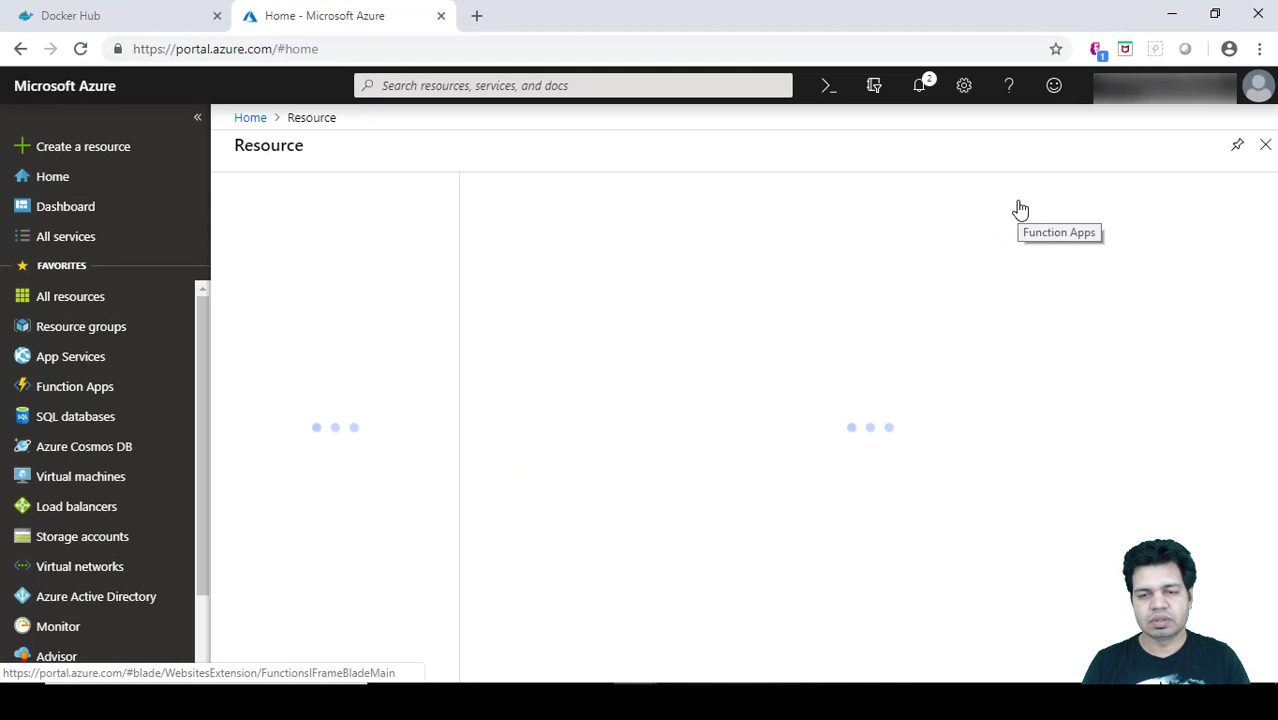 Docker Hub
Home - Microsoft Azure
https://portal.azure.com/#home
1
Microsoft Azure
Search resources, services, and docs
2
Home > Resource
Resource
Create a resource
Home
Dashboard
All services
FAVORITES
All resources
Resource groups
App Services
Function Apps
SQL databases
Azure Cosmos DB
Virtual machines
Load balancers
Storage accounts
Virtual networks
Azure Active Directory
Monitor
Advisor
Function Apps
https://portal.azure.com/#blade/WebsitesExtension/FunctionsIFrameBladeMain